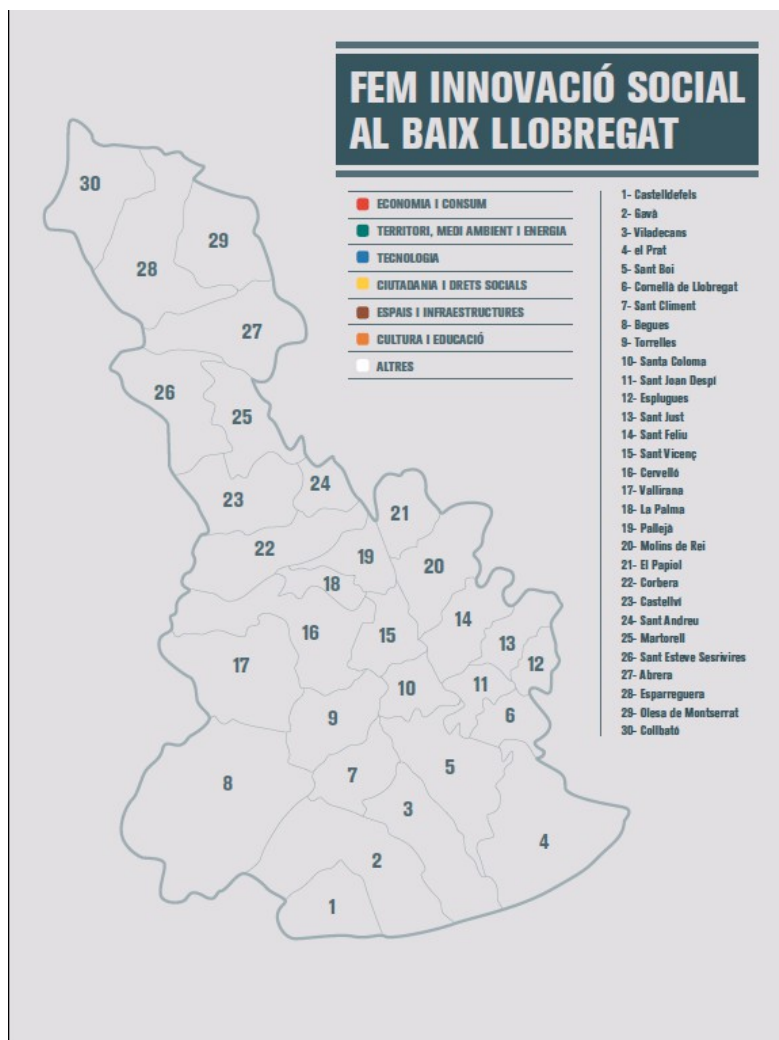 FEM INNOVACIÓ SOCIAL
AL BAIX LLOBREGAT
ECONOMIA I CONSUM
TERRITORI, MEDI AMBIENT I ENERGIA
TECNOLOGIA
CIUTADANIA I DRETS SOCIALS
ESPAIS I INFRAESTRUCTURES
CULTURA I EDUCACIÓ
ALTRES
1- Castelldefels
2- Gavà
3- Viladecans
4- el Prat
5- Sant Boi
6- Cornellà de Llobregat
7- Sant Climent
8- Begues
9- Torrelles
10- Santa Coloma
11- Sant Joan Despí
12- Esplugues
13- Sant Just
14- Sant Feliu
15- Sant Vicenç
16- Cervelló
17- Vallirana
18- La Palma
19- Pallejà
20- Molins de Rei
21- El Papiol
22- Corbera
23- Castellví
24- Sant Andreu
25- Martorell
26- Sant Esteve Sesrivires
27- Abrera
28- Esparreguera
29- Olesa de Montserrat
30- Collbató
30
29
28
27
26
25
24
23
21
22
19
20
18
16
15
14
13
17
12
10
11
9
6
8
7
5
3
4
2
1